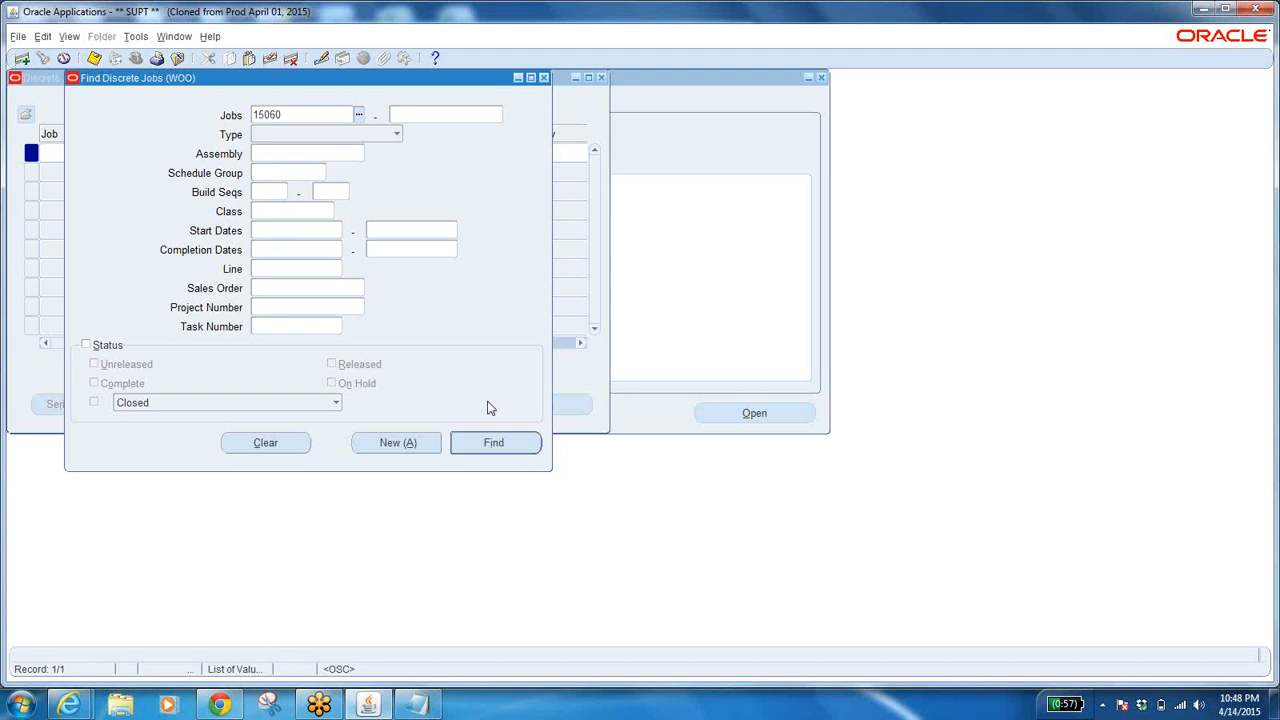 Oracle Applications - ** SUPT **   (Cloned from Prod April 01, 2015)
File Edit View Folder Tools Window Help
ORACLE
Discrete
Find Discrete Jobs (WOO)
Job
Jobs 15060 -
Type
Assembly
Schedule Group
Build Seqs -
Class
Start Dates -
Completion Dates -
Line
Sales Order
Project Number
Task Number
Status
Unreleased Released
Complete On Hold
Closed
Clear New (A) Find
Open
Record: 1/1 ... List of Valu... <OSC>
(0:57)
10:48 PM
4/14/2015